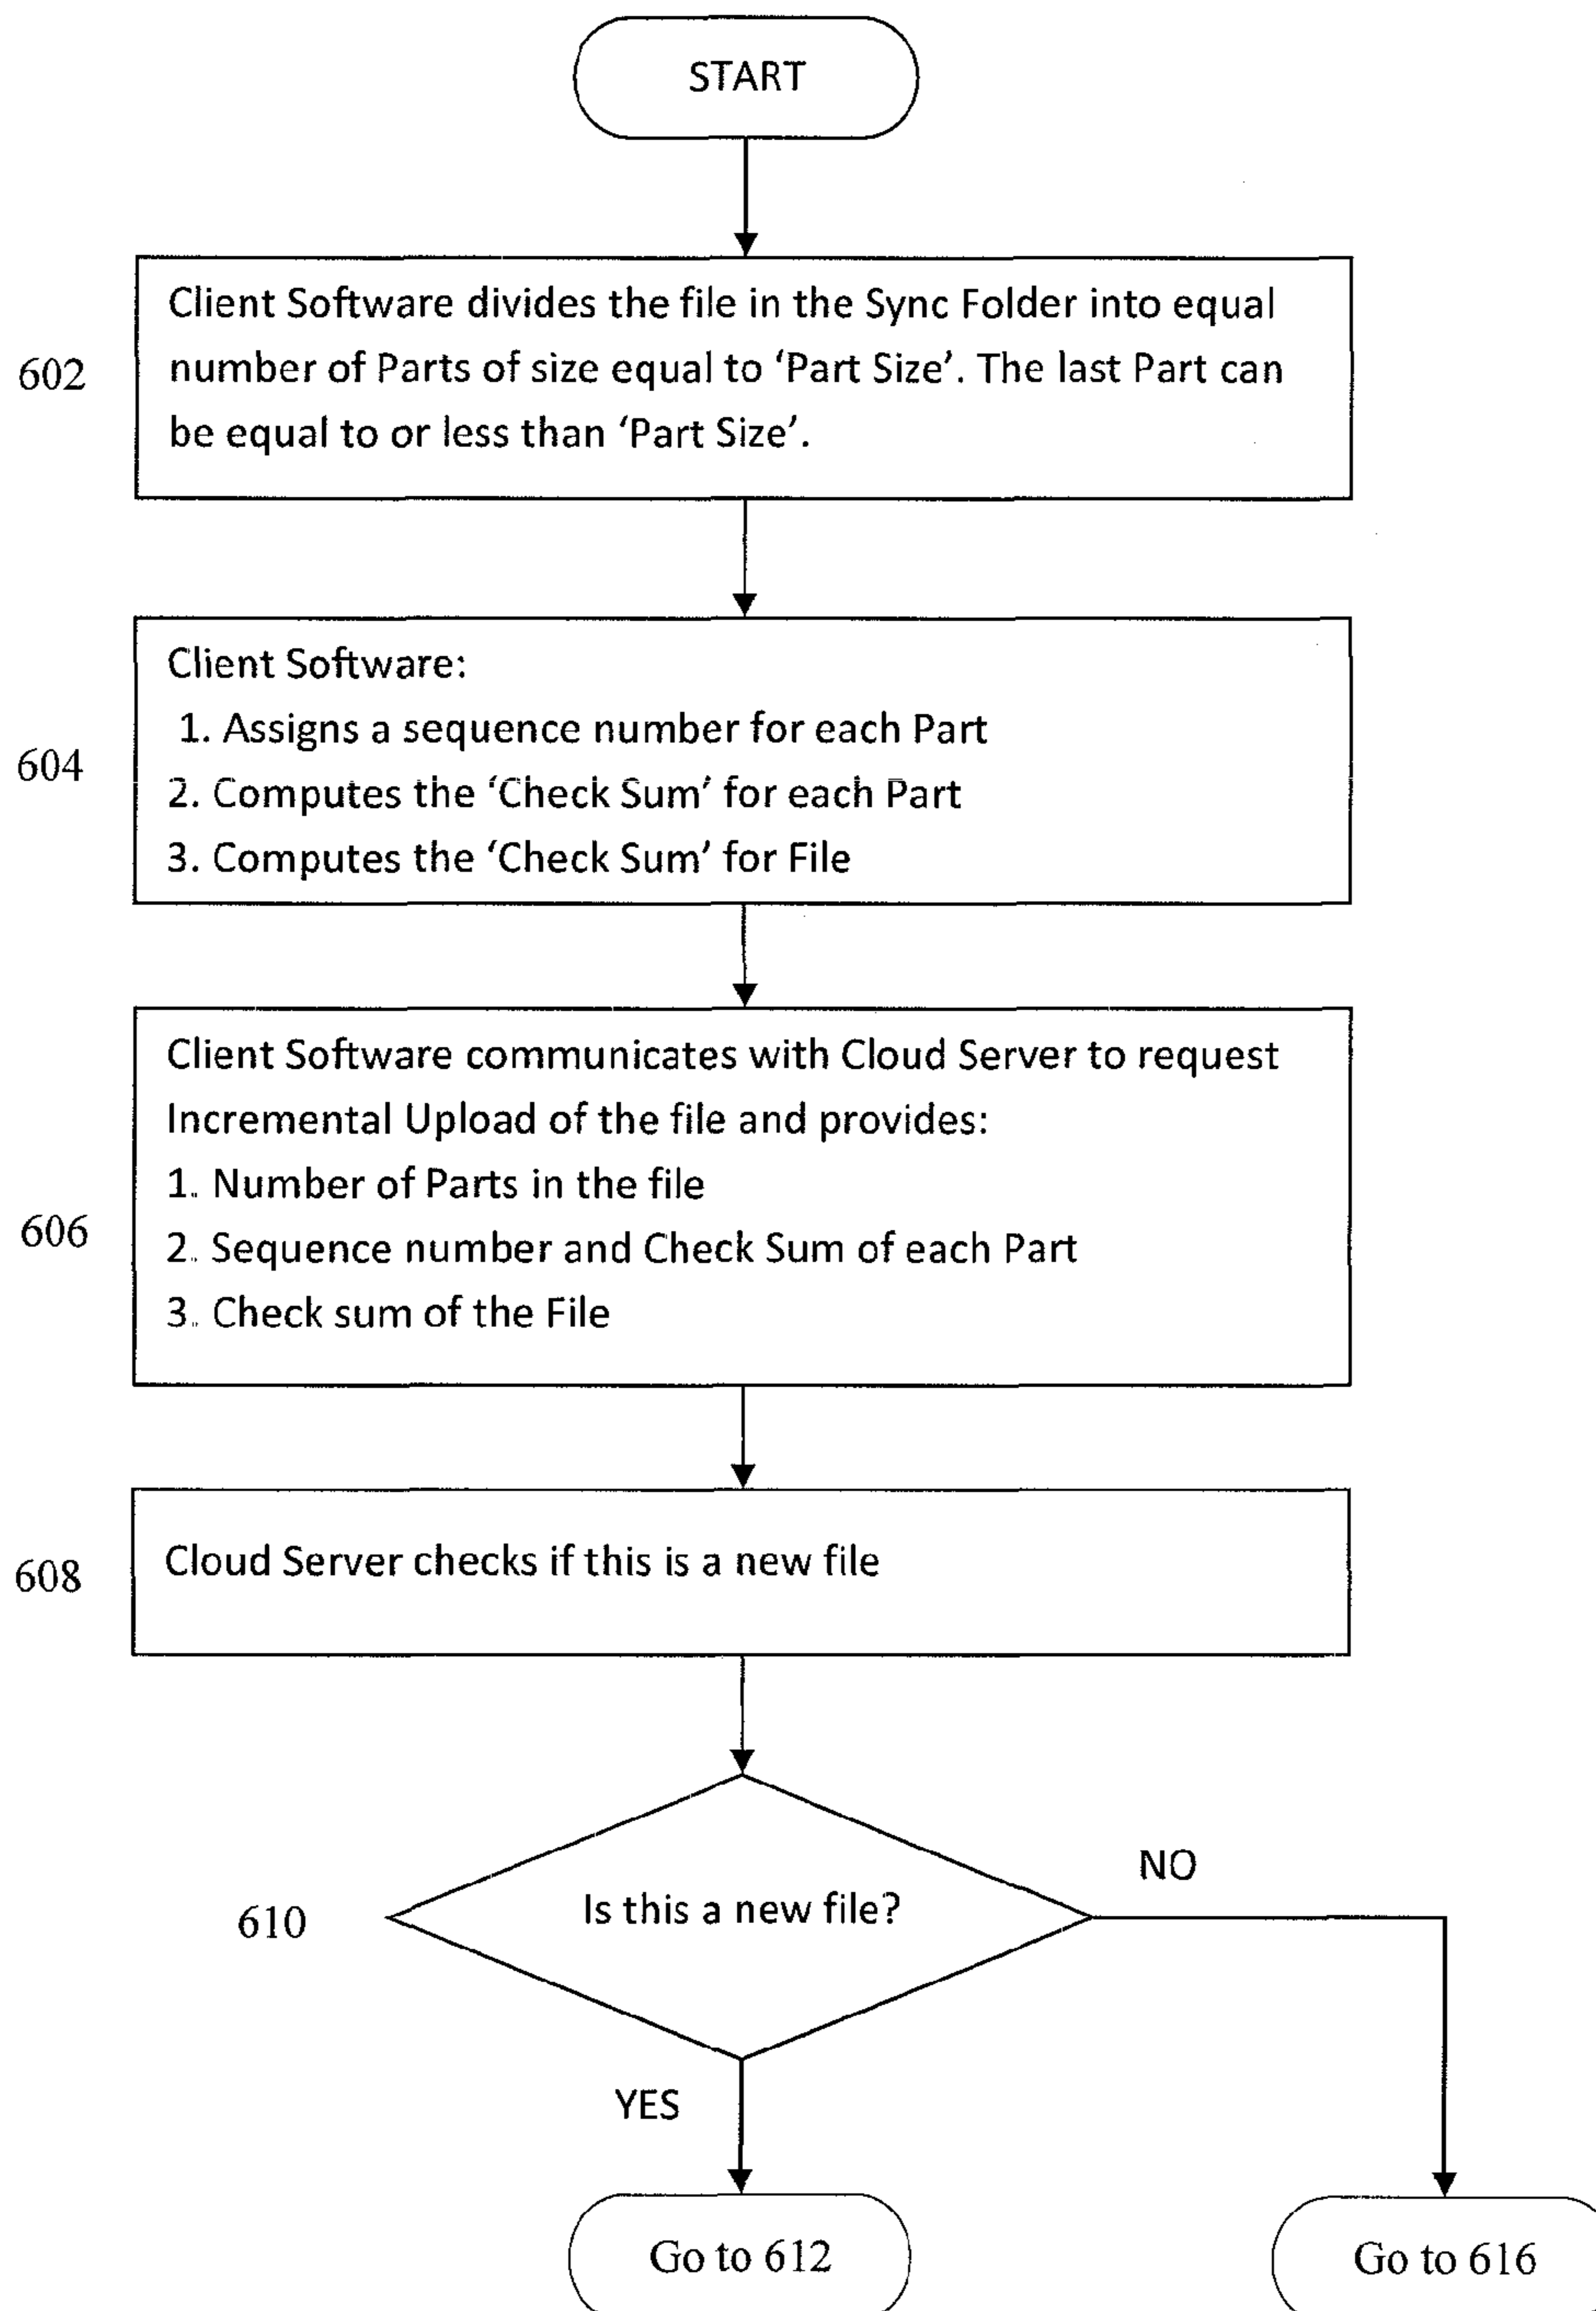 START
Client Software divides the file in the Sync Folder into equal
602
number of Parts of size equal to ‘Part Size’. The last Part can
be equal to or less than ‘Part Size’.
Client Software:
1. Assigns a sequence number for each Part
604
2. Computes the ‘Check Sum’ for each Part
3. Computes the ‘Check Sum’ for File
Client Software communicates with Cloud Server to request
Incremental Upload of the file and provides:
1. Number of Parts in the file
606
2. Sequence number and Check Sum of each Part
3. Check sum of the File
608
Cloud Server checks if this is a new file
NO
610
Is this a new file?
YES
Go to 612
Go to 616